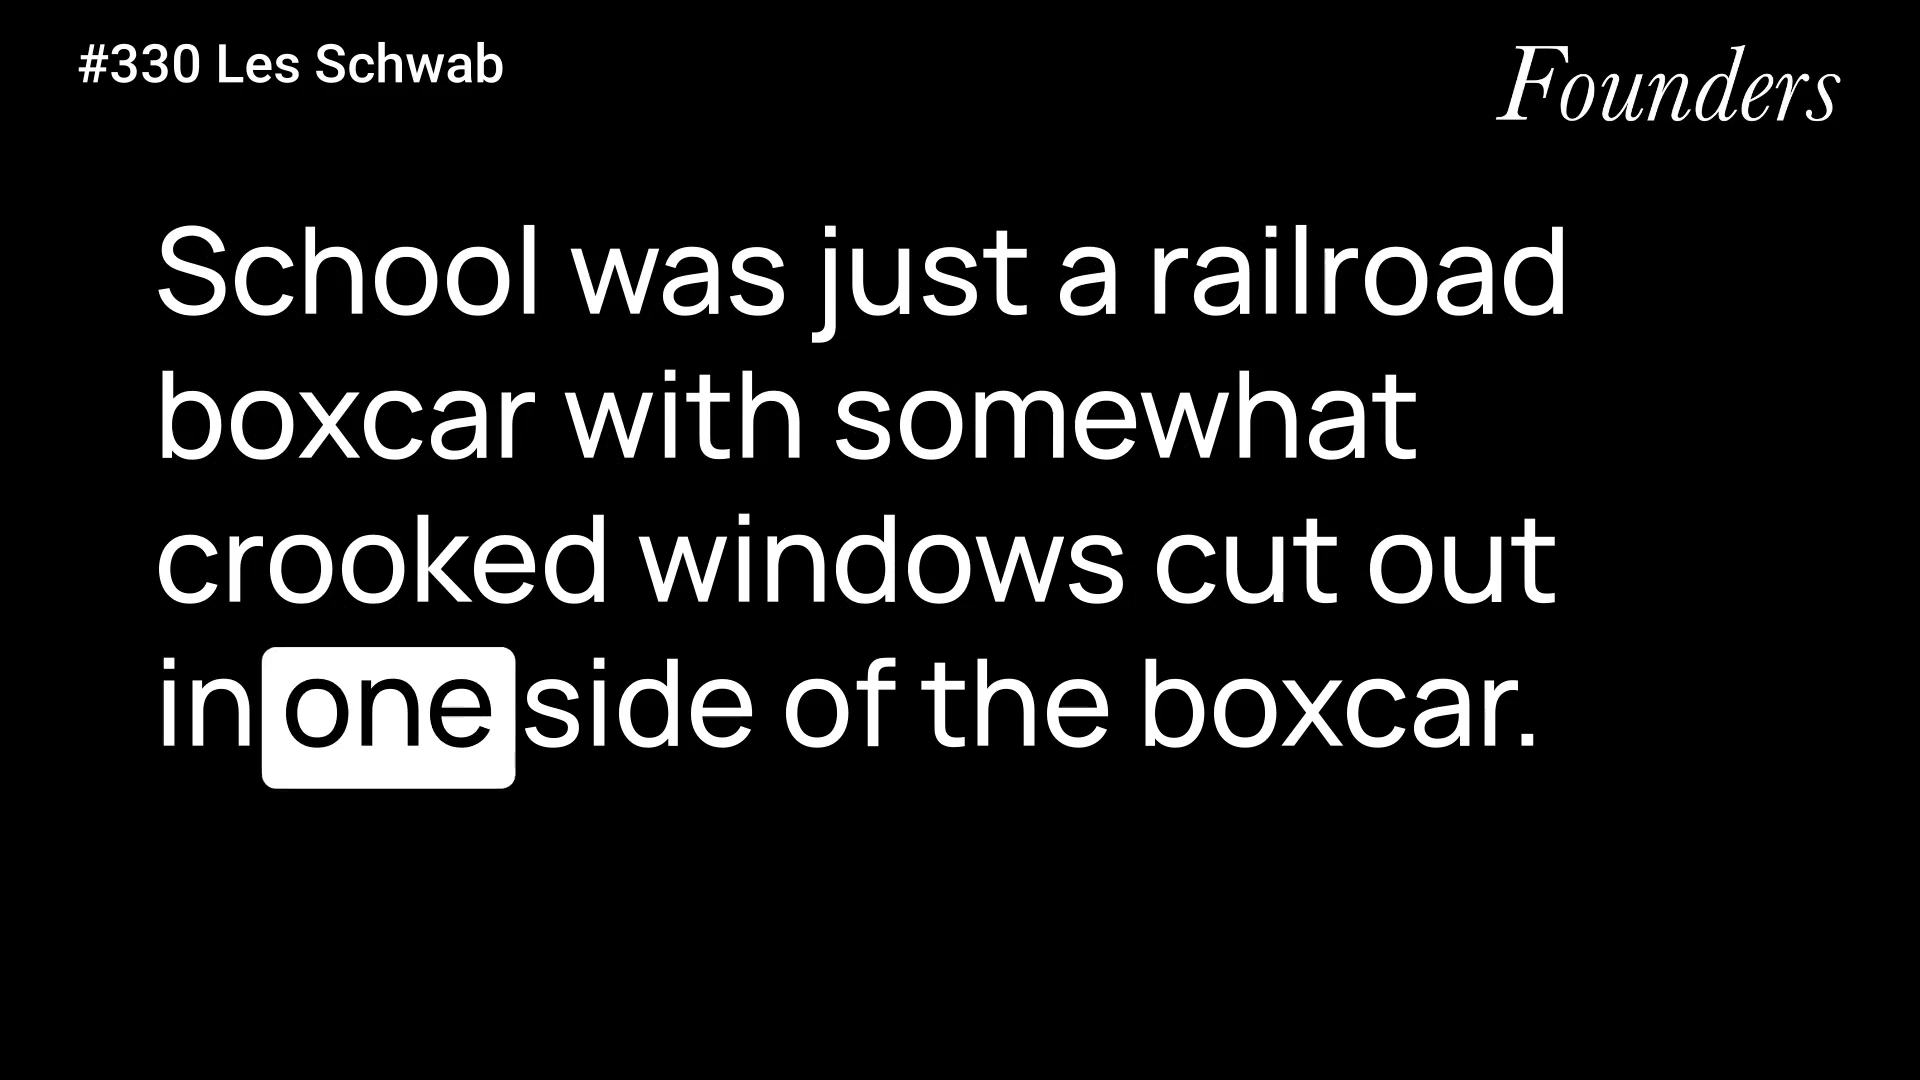 #330 Les Schwab
Founders
School was just a railroad
boxcar with somewhat
crooked windows cut out
in one side of the boxcar.